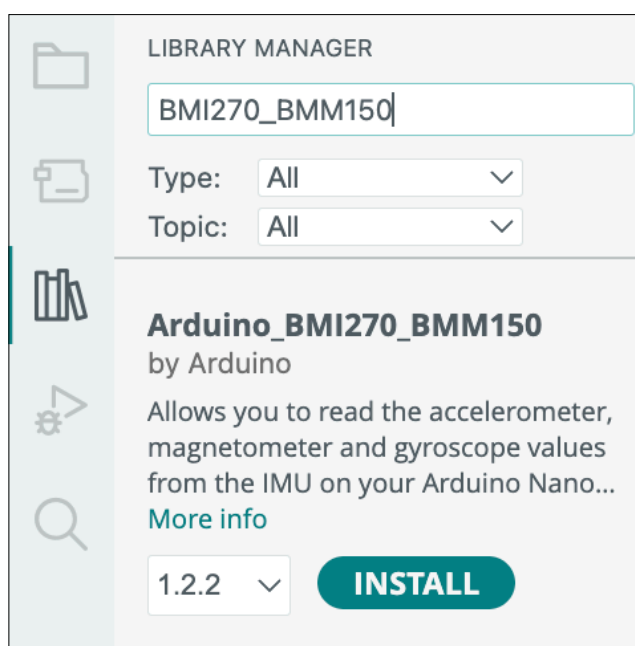 LIBRARY MANAGER
BMI270_BMM150
Type: All
Topic: All
Arduino_BMI270_BMM150
by Arduino
Allows you to read the accelerometer,
magnetometer and gyroscope values
from the IMU on your Arduino Nano...
More info
1.2.2 INSTALL